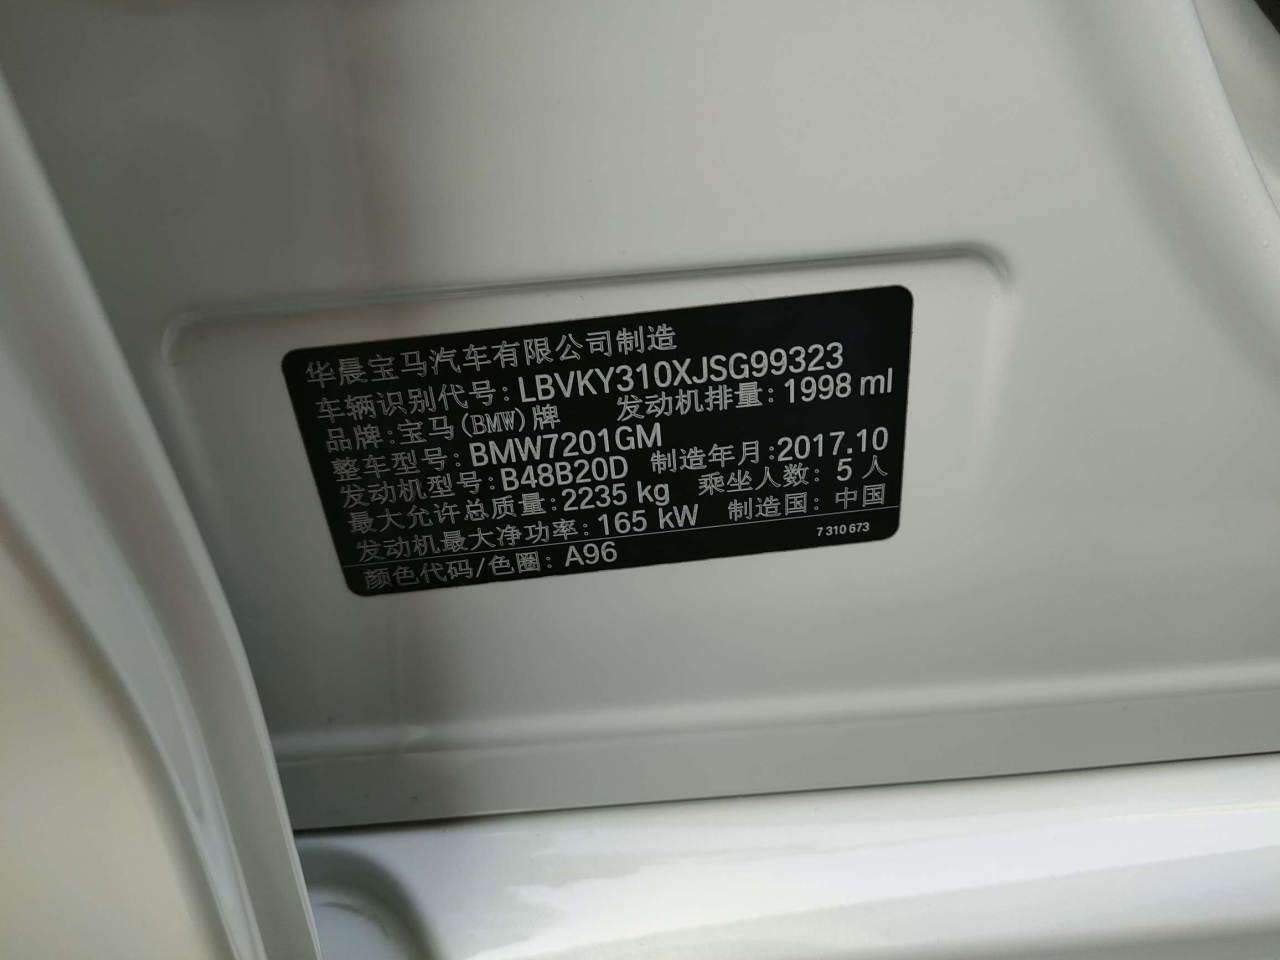 华晨宝马汽车有限公司制造
车辆识别代号: LBVKY310XJSG99323
品牌: 宝马(BMW)牌 发动机排量: 1998 ml
整车型号: BMW7201GM
发动机型号: B48B20D 制造年月: 2017.10
最大允许总质量: 2235 kg 乘坐人数: 5 人
发动机最大净功率: 165 kW 制造国: 中国
颜色代码/色圈: A96 7 310 673